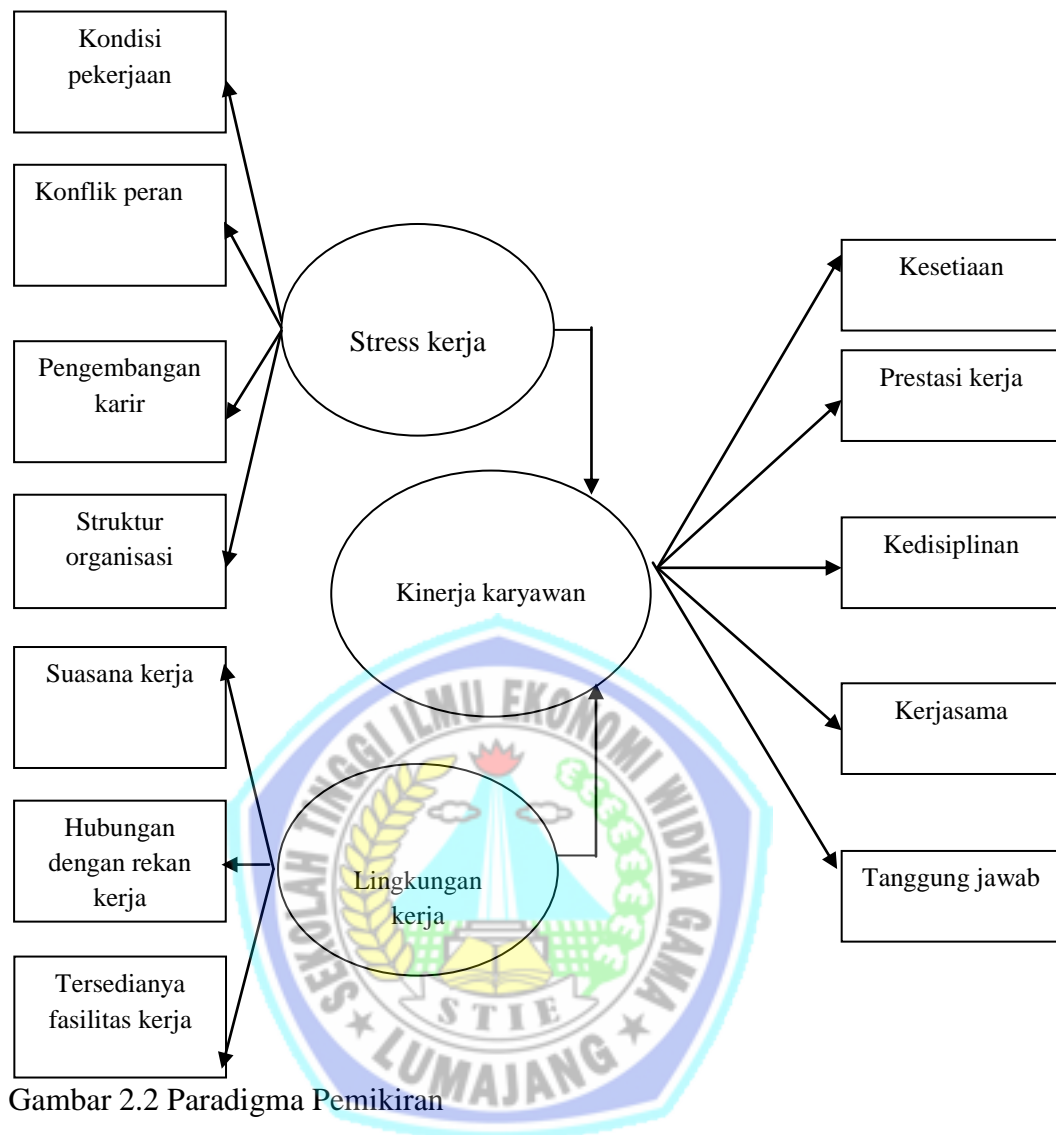 Kondisi
pekerjaan
Konflik peran
Pengembangan
karir
Struktur
organisasi
Suasana kerja
Hubungan
dengan rekan
kerja
Tersedianya
fasilitas kerja
Stress kerja
Kinerja karyawan
Lingkungan
kerja
Kesetiaan
Prestasi kerja
Kedisiplinan
Kerjasama
Tanggung jawab
SEKOLAH TINGGI ILMU EKONOMI WIDYA GAMA
STIE
LUMAJANG
Gambar 2.2 Paradigma Pemikiran